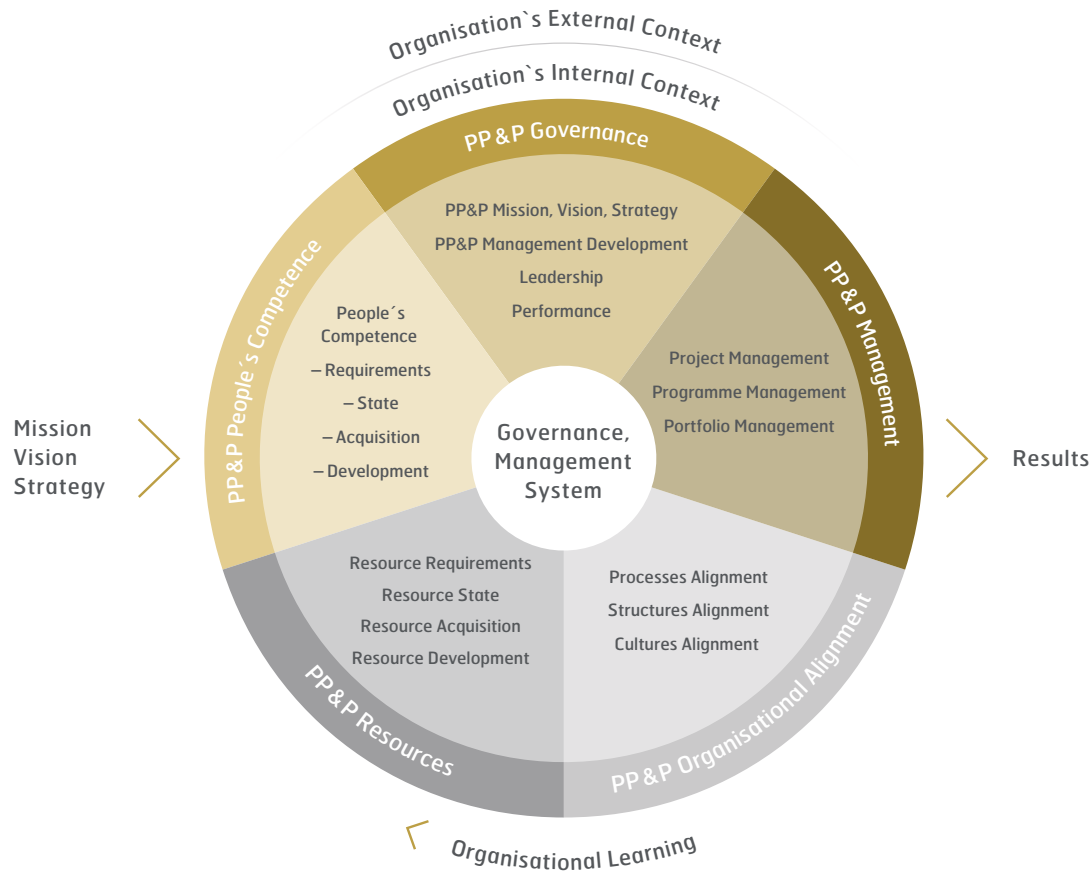 Organisation`s External Context
Organisation`s Internal Context
PP&P Governance
PP&P Mission, Vision, Strategy
PP&P Management Development
Leadership
Performance
PP&P Management
Project Management
Programme Management
Portfolio Management
PP&P People´s Competence
People´s
Competence
– Requirements
– State
– Acquisition
– Development
Mission
Vision
Strategy
Governance,
Management
System
Results
Resource Requirements
Resource State
Resource Acquisition
Resource Development
PP&P Resources
Processes Alignment
Structures Alignment
Cultures Alignment
PP&P Organisational Alignment
Organisational Learning